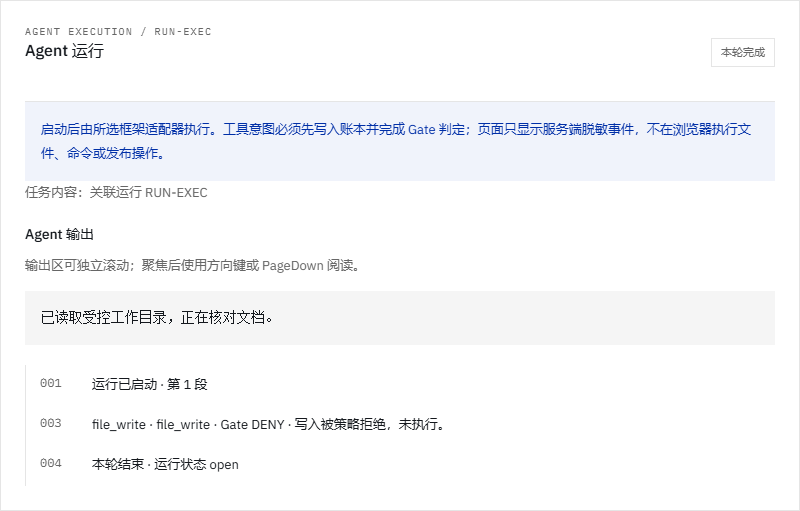 AGENT EXECUTION / RUN-EXEC
Agent 运行
本轮完成
启动后由所选框架适配器执行。工具意图必须先写入账本并完成 Gate 判定；页面只显示服务端脱敏事件，不在浏览器执行文
件、命令或发布操作。
任务内容：关联运行 RUN-EXEC
Agent 输出
输出区可独立滚动；聚焦后使用方向键或 PageDown 阅读。
已读取受控工作目录，正在核对文档。
001 运行已启动 · 第 1 段
003 file_write · file_write · Gate DENY · 写入被策略拒绝，未执行。
004 本轮结束 · 运行状态 open